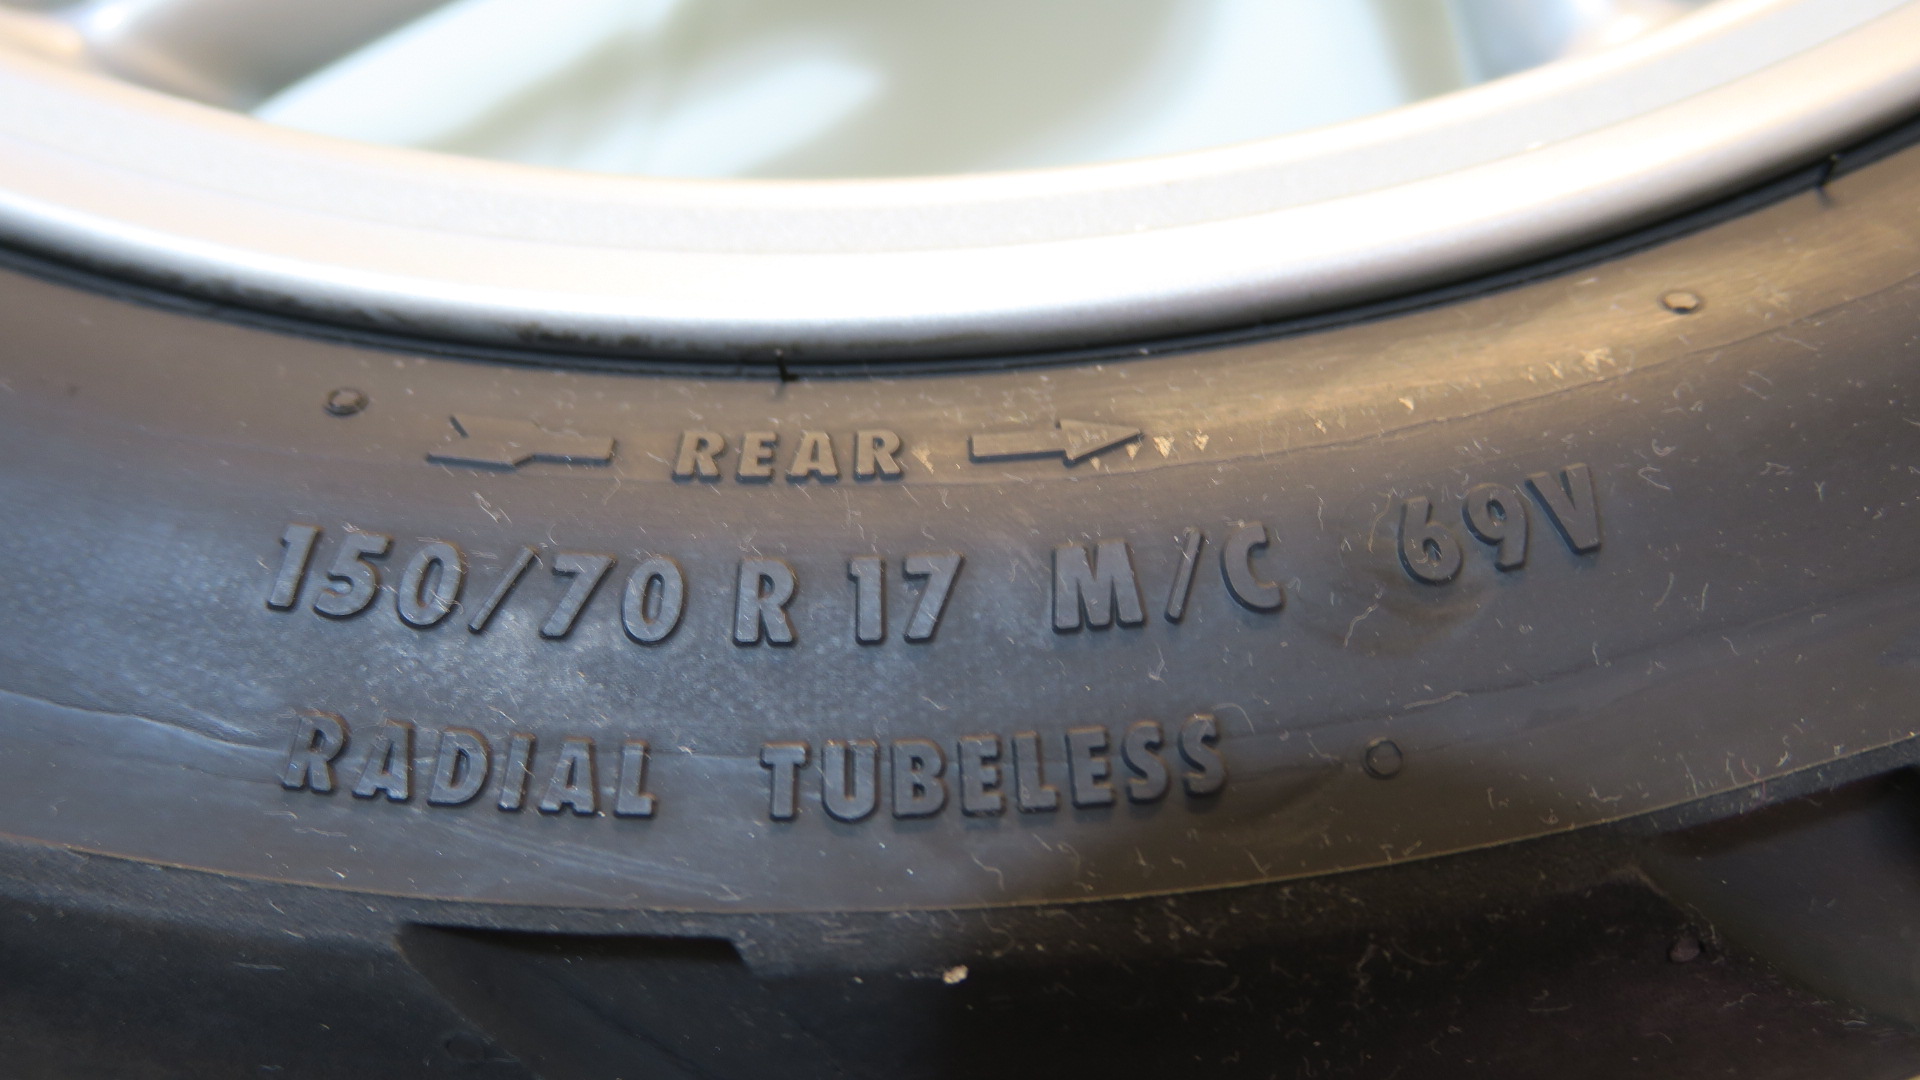 REAR
150/70 R 17 M/C 69V
RADIAL TUBELESS